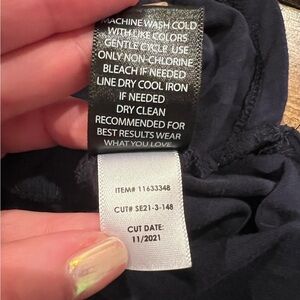 MACHINE WASH COLD
WITH LIKE COLORS
GENTLE CYCLE USE
ONLY NON-CHLORINE
BLEACH IF NEEDED
LINE DRY COOL IRON
IF NEEDED
DRY CLEAN
RECOMMENDED FOR
BEST RESULTS WEAR
WHAT YOU LOVE
ITEM# 11633348
CUT# SE21-3-148
CUT DATE:
11/2021